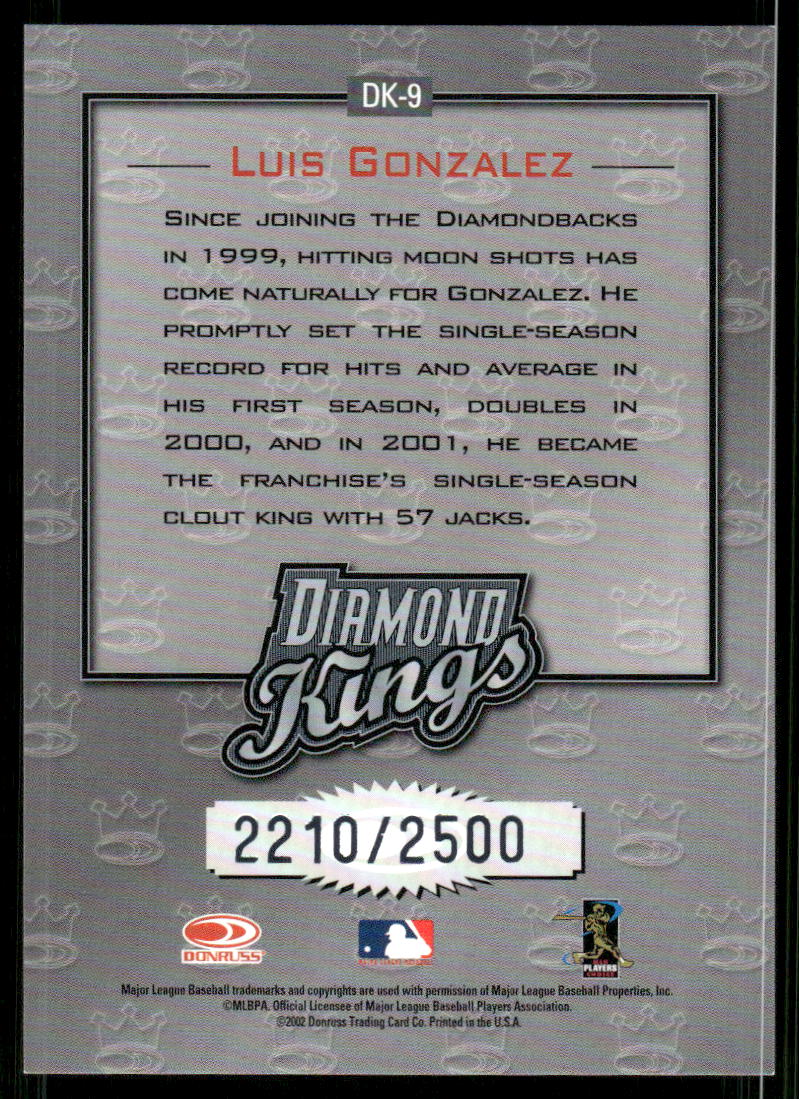 DK-9
LUIS GONZALEZ
SINCE JOINING THE DIAMONDBACKS
IN 1999, HITTING MOON SHOTS HAS
COME NATURALLY FOR GONZALEZ. HE
PROMPTLY SET THE SINGLE-SEASON
RECORD FOR HITS AND AVERAGE IN
HIS FIRST SEASON, DOUBLES IN
2000, AND IN 2001, HE BECAME
THE FRANCHISE'S SINGLE-SEASON
CLOUT KING WITH 57 JACKS.
DIAMOND
Kings
2210/2500
DONRUSS
PLAYERS
CHOICE
Major League Baseball trademarks and copyrights are used with permission of Major League Baseball Properties, Inc.
©MLBPA. Official Licensee of Major League Baseball Players Association.
©2002 Donruss Trading Card Co. Printed in the U.S.A.